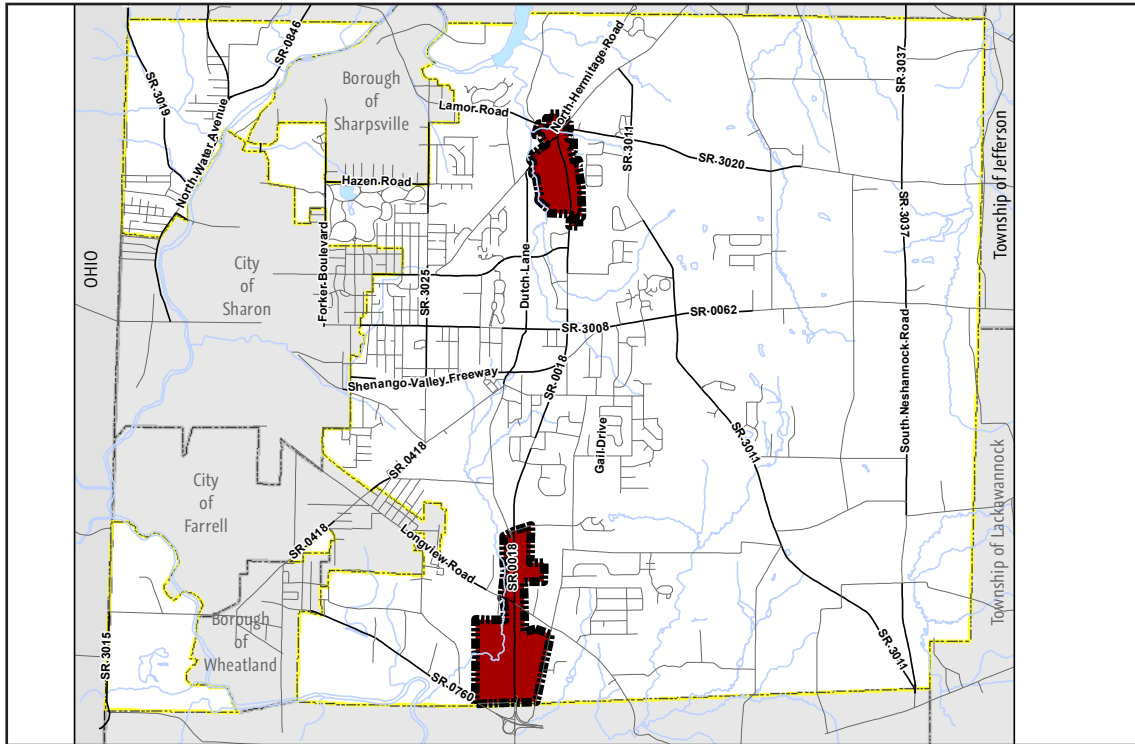 SR-0846
SR-3037
SR-3019
North-Water-Avenue
Borough
of
Sharpsville
Lamor-Road
North-Hermitage-Road
SR-3011
SR-3020
Township of Jefferson
Hazen-Road
SR-3037
OHIO
City
of
Sharon
Forker-Boulevard
SR-3025
Dutch-Lane
SR-3008
SR-0062
South-Neshannock-Road
Shenango-Valley-Freeway
SR-0018
Gail-Drive
SR-3011
SR-0418
City
of
Farrell
SR-0418
Longview-Road
SR-0018
Township of Lackawannock
Borough
of
Wheatland
SR-3015
SR-0760
SR-3011